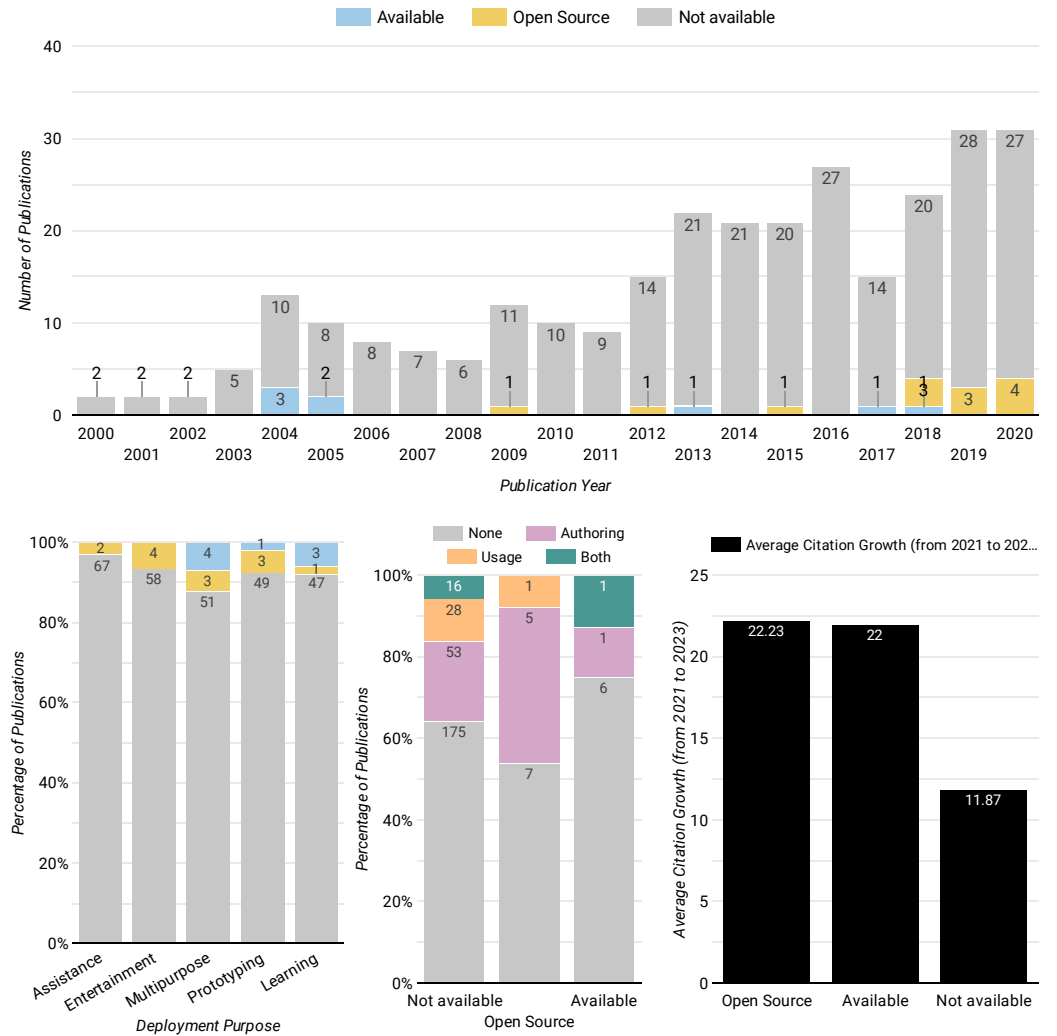 Available Open Source Not available
Number of Publications
40
30
20
10
0
2 2 2 5 10 3 8 2 8 7 6 11 1 10 9 14 1 21 1 21 20 1 27 14 1 20 1 3 28 3 27 4
2000 2002 2004 2006 2008 2010 2012 2014 2016 2018 2020
2001 2003 2005 2007 2009 2011 2013 2015 2017 2019
Publication Year
Percentage of Publications
100%
80%
60%
40%
20%
0%
2 4 4 1 3
67 58 3 3 1
51 49 47
Assistance Entertainment Multipurpose Prototyping Learning
Deployment Purpose
None Authoring
Usage Both
Percentage of Publications
100%
80%
60%
40%
20%
0%
16 1 1
28 5 1
53 7 6
175
Not available Available
Open Source
Average Citation Growth (from 2021 to 202…
Average Citation Growth (from 2021 to 2023)
25
20
15
10
5
0
22.23 22 11.87
Open Source Available Not available